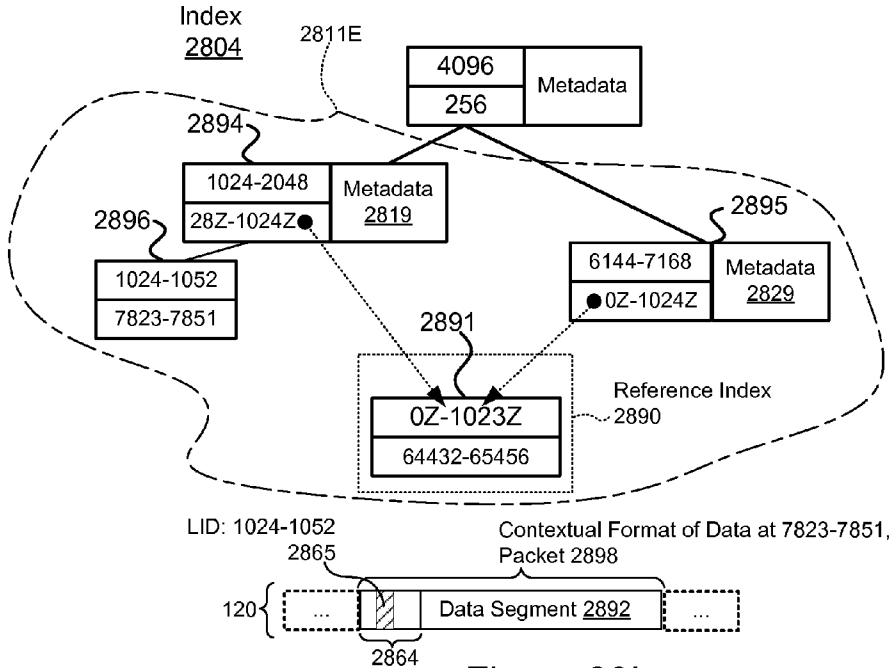 Index
2804
2811E
4096
256
Metadata
2894
1024-2048
28Z-1024Z
Metadata
2819
2896
1024-1052
7823-7851
2895
6144-7168
0Z-1024Z
Metadata
2829
2891
0Z-1023Z
64432-65456
Reference Index
2890
LID: 1024-1052
2865
Contextual Format of Data at 7823-7851,
Packet 2898
120
...
Data Segment 2892
...
2864